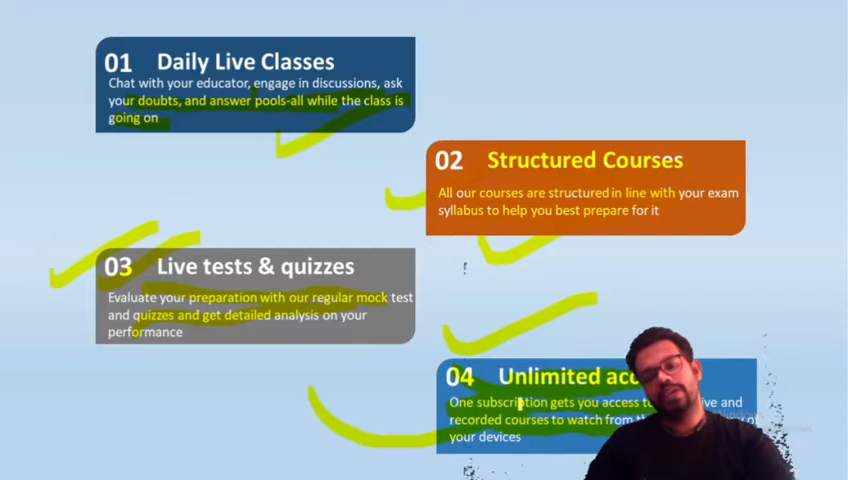 01 Daily Live Classes
Chat with your educator, engage in discussions, ask
your doubts, and answer pools-all while the class is
going on
02 Structured Courses
All our courses are structured in line with your exam
syllabus to help you best prepare for it
03 Live tests & quizzes
Evaluate your preparation with our regular mock test
and quizzes and get detailed analysis on your
performance
04 Unlimited
One subscription gets you access and
recorded courses to watch from of
your devices